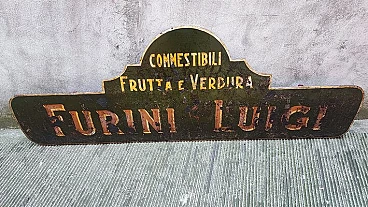 COMMESTIBILI
FRUTTA E VERDURA
FURINI LUIGI